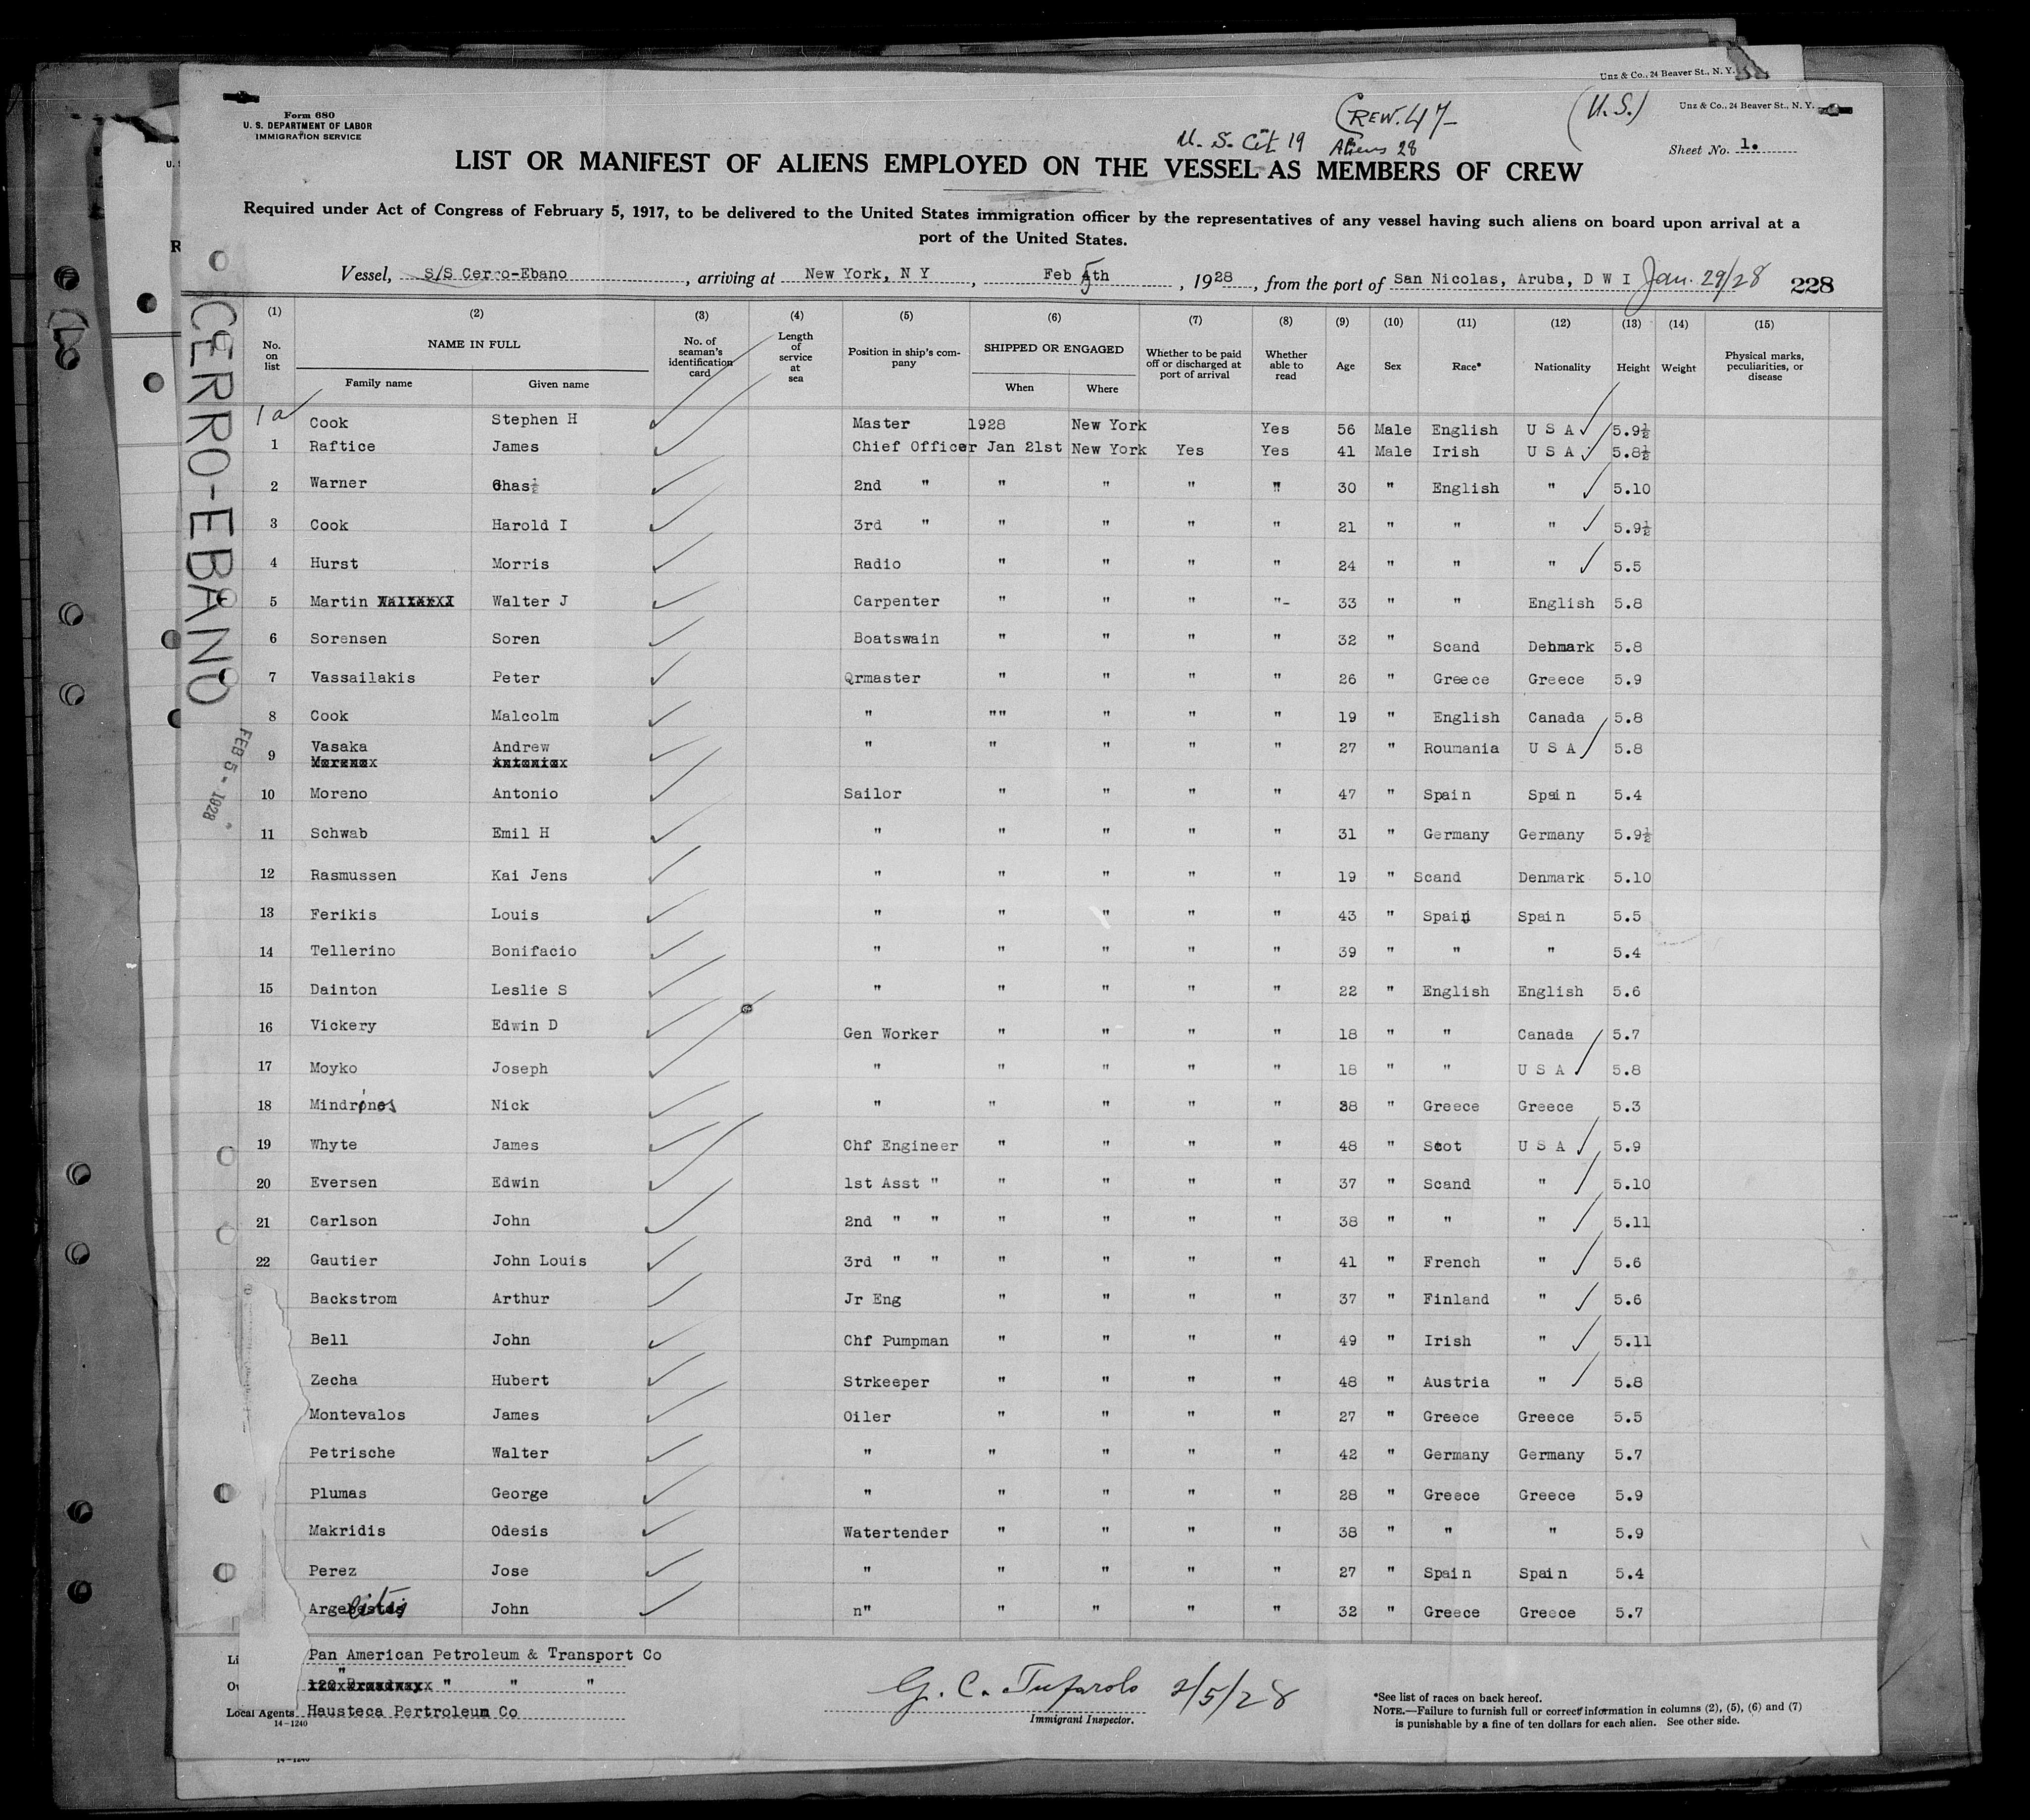 Unz & Co., 24 Beaver St., N. Y.
Form 680
U. S. DEPARTMENT OF LABOR
IMMIGRATION SERVICE
Crew. 47
(U. S.)
Unz & Co., 24 Beaver St., N. Y.
U. S. Cit 19 Aliens 28
Sheet No. 1.
LIST OR MANIFEST OF ALIENS EMPLOYED ON THE VESSEL AS MEMBERS OF CREW
Required under Act of Congress of February 5, 1917, to be delivered to the United States immigration officer by the representatives of any vessel having such aliens on board upon arrival at a
port of the United States.
Vessel, S/S Cerro-Ebano, arriving at New York, N Y, Feb 5th, 1928, from the port of San Nicolas, Aruba, D W I Jan. 29/28 228
CERRO-EBANO
FEB 5 - 1928
(1) (2) (3) (4) (5) (6) (7) (8) (9) (10) (11) (12) (13) (14) (15)
No. on list NAME IN FULL Family name Given name No. of seaman's identification card Length of service at sea Position in ship's company SHIPPED OR ENGAGED When Where Whether to be paid off or discharged at port of arrival Whether able to read Age Sex Race* Nationality Height Weight Physical marks, peculiarities, or disease
1a Cook Stephen H Master 1928 New York Yes 56 Male English U S A 5.9½
1 Raftice James Chief Officer Jan 21st New York Yes Yes 41 Male Irish U S A 5.8½
2 Warner Chas 2nd " " " " " 30 " English " 5.10
3 Cook Harold I 3rd " " " " " 21 " " " 5.9½
4 Hurst Morris Radio " " " " 24 " " " 5.5
5 Martin Walter J Carpenter " " " "- 33 " " English 5.8
6 Sorensen Soren Boatswain " " " " 32 " Scand Denmark 5.8
7 Vassailakis Peter Qrmaster " " " " 26 " Greece Greece 5.9
8 Cook Malcolm " "" " " " 19 " English Canada 5.8
9 Vasaka Andrew " " " " " 27 " Roumania U S A 5.8
10 Moreno Antonio Sailor " " " " 47 " Spain Spain 5.4
11 Schwab Emil H " " " " " 31 " Germany Germany 5.9½
12 Rasmussen Kai Jens " " " " " 19 " Scand Denmark 5.10
13 Ferikis Louis " " " " " 43 " Spain Spain 5.5
14 Tellerino Bonifacio " " " " " 39 " " " 5.4
15 Dainton Leslie S " " " " " 22 " English English 5.6
16 Vickery Edwin D Gen Worker " " " " 18 " " Canada 5.7
17 Moyko Joseph " " " " " 18 " " U S A 5.8
18 Nick " " " " " 38 " Greece Greece 5.3
19 Whyte James Chf Engineer " " " " 48 " Scot U S A 5.9
20 Eversen Edwin 1st Asst " " " " " 37 " Scand " 5.10
21 Carlson John 2nd " " " " " " 38 " " " 5.11
22 Gautier John Louis 3rd " " " " " " 41 " French " 5.6
Backstrom Arthur Jr Eng " " " " 37 " Finland " 5.6
Bell John Chf Pumpman " " " " 49 " Irish " 5.11
Zecha Hubert Strkeeper " " " " 48 " Austria " 5.8
Montevalos James Oiler " " " " 27 " Greece Greece 5.5
Petrische Walter " " " " " 42 " Germany Germany 5.7
Plumas George " " " " " 28 " Greece Greece 5.9
Makridis Odesis Watertender " " " " 38 " " " 5.9
Perez Jose " " " " " 27 " Spain Spain 5.4
John n" " " " " 32 " Greece Greece 5.7
Li Pan American Petroleum & Transport Co
" " " "
Local Agents Hausteca Pertroleum Co
14-1240
G. C. Tufarolo 2/5/28
Immigrant Inspector.
*See list of races on back hereof.
NOTE.—Failure to furnish full or correct information in columns (2), (5), (6) and (7)
is punishable by a fine of ten dollars for each alien. See other side.